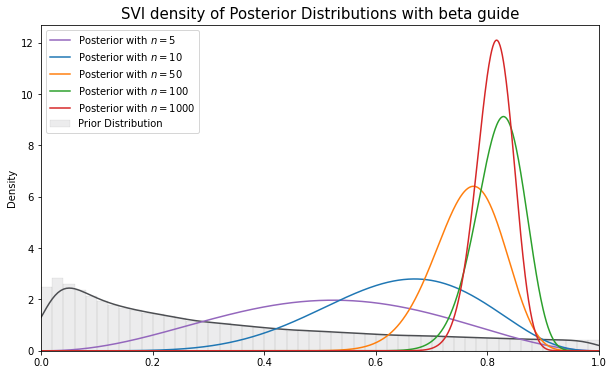 SVI density of Posterior Distributions with beta guide
Posterior with n = 5
Posterior with n = 10
Posterior with n = 50
Posterior with n = 100
Posterior with n = 1000
Prior Distribution
Density
12
10
8
6
4
2
0
0.0 0.2 0.4 0.6 0.8 1.0